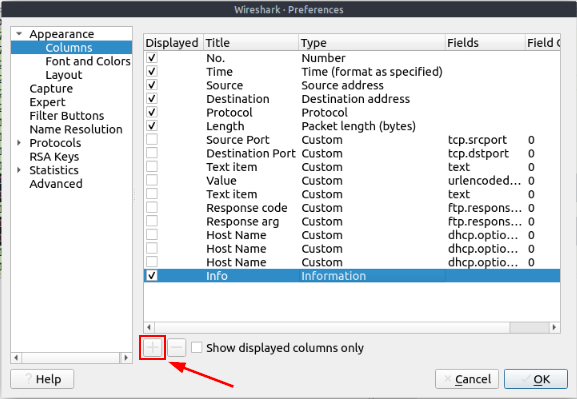 Wireshark · Preferences
Appearance
Columns
Font and Colors
Layout
Capture
Expert
Filter Buttons
Name Resolution
Protocols
RSA Keys
Statistics
Advanced
Displayed Title Type Fields Field O
No. Number
Time Time (format as specified)
Source Source address
Destination Destination address
Protocol Protocol
Length Packet length (bytes)
Source Port Custom tcp.srcport 0
Destination Port Custom tcp.dstport 0
Text item Custom text 0
Value Custom urlencoded... 0
Text item Custom text 0
Response code Custom ftp.respons... 0
Response arg Custom ftp.respons... 0
Host Name Custom dhcp.optio... 0
Host Name Custom dhcp.optio... 0
Host Name Custom dhcp.optio... 0
Info Information
Show displayed columns only
? Help
Cancel
OK